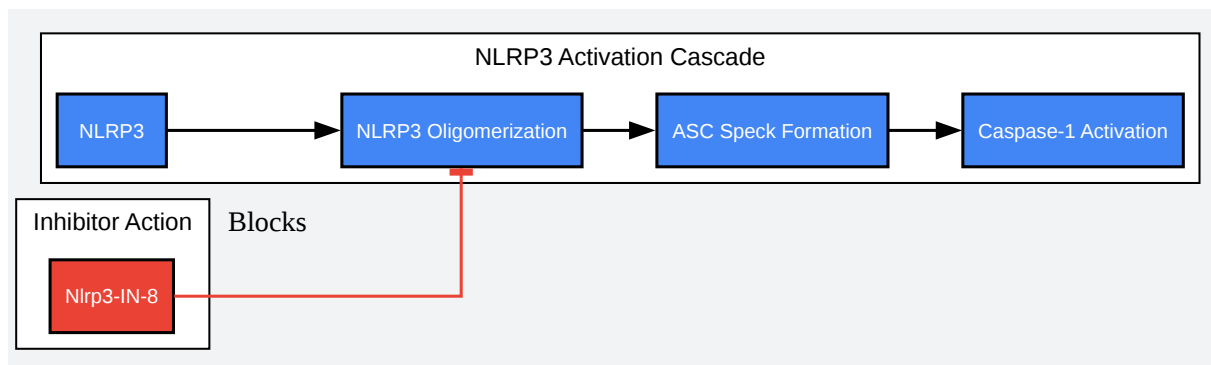 NLRP3 Activation Cascade
NLRP3
NLRP3 Oligomerization
ASC Speck Formation
Caspase-1 Activation
Inhibitor Action
Blocks
Nlrp3-IN-8